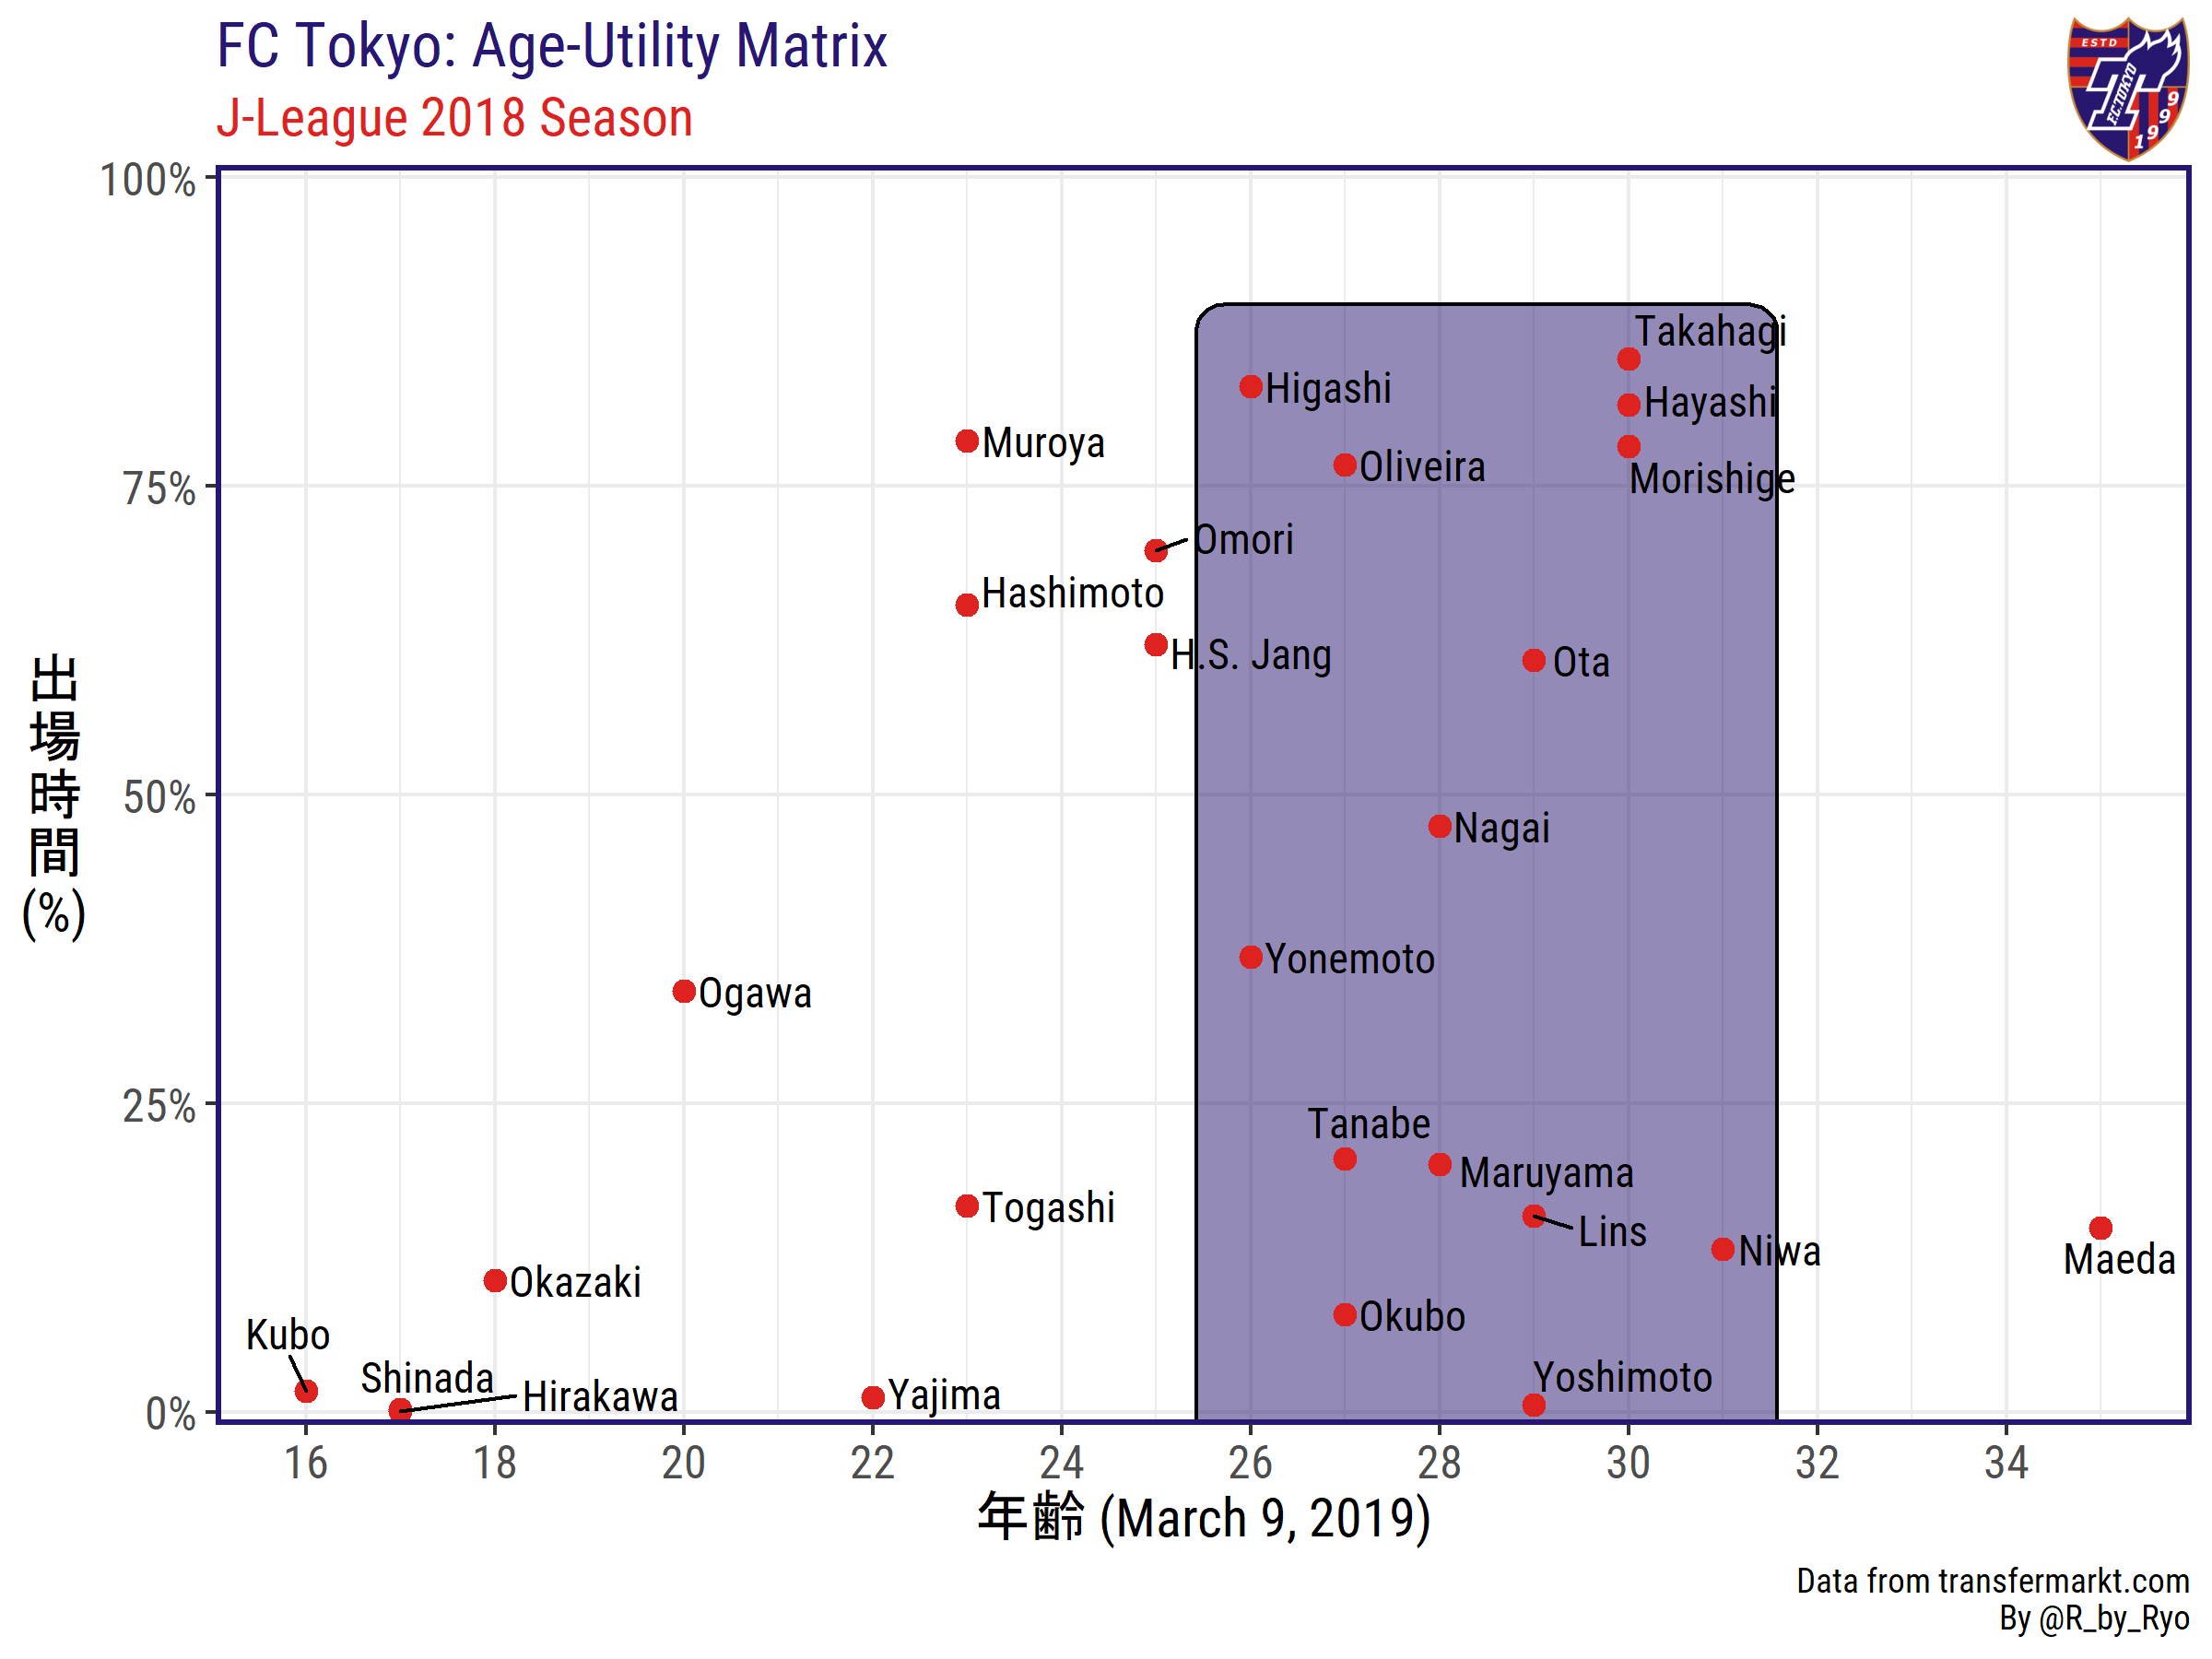 FC Tokyo: Age-Utility Matrix
J-League 2018 Season
ESTD
F.C.TOKYO
1999
100%
75%
50%
25%
0%
出場時間(%)
Takahagi
Higashi
Hayashi
Muroya
Oliveira
Morishige
Omori
Hashimoto
H.S. Jang
Ota
Nagai
Yonemoto
Ogawa
Tanabe
Maruyama
Togashi
Lins
Niwa
Maeda
Okazaki
Okubo
Kubo
Shinada
Hirakawa
Yajima
Yoshimoto
16 18 20 22 24 26 28 30 32 34
年齢 (March 9, 2019)
Data from transfermarkt.com
By @R_by_Ryo